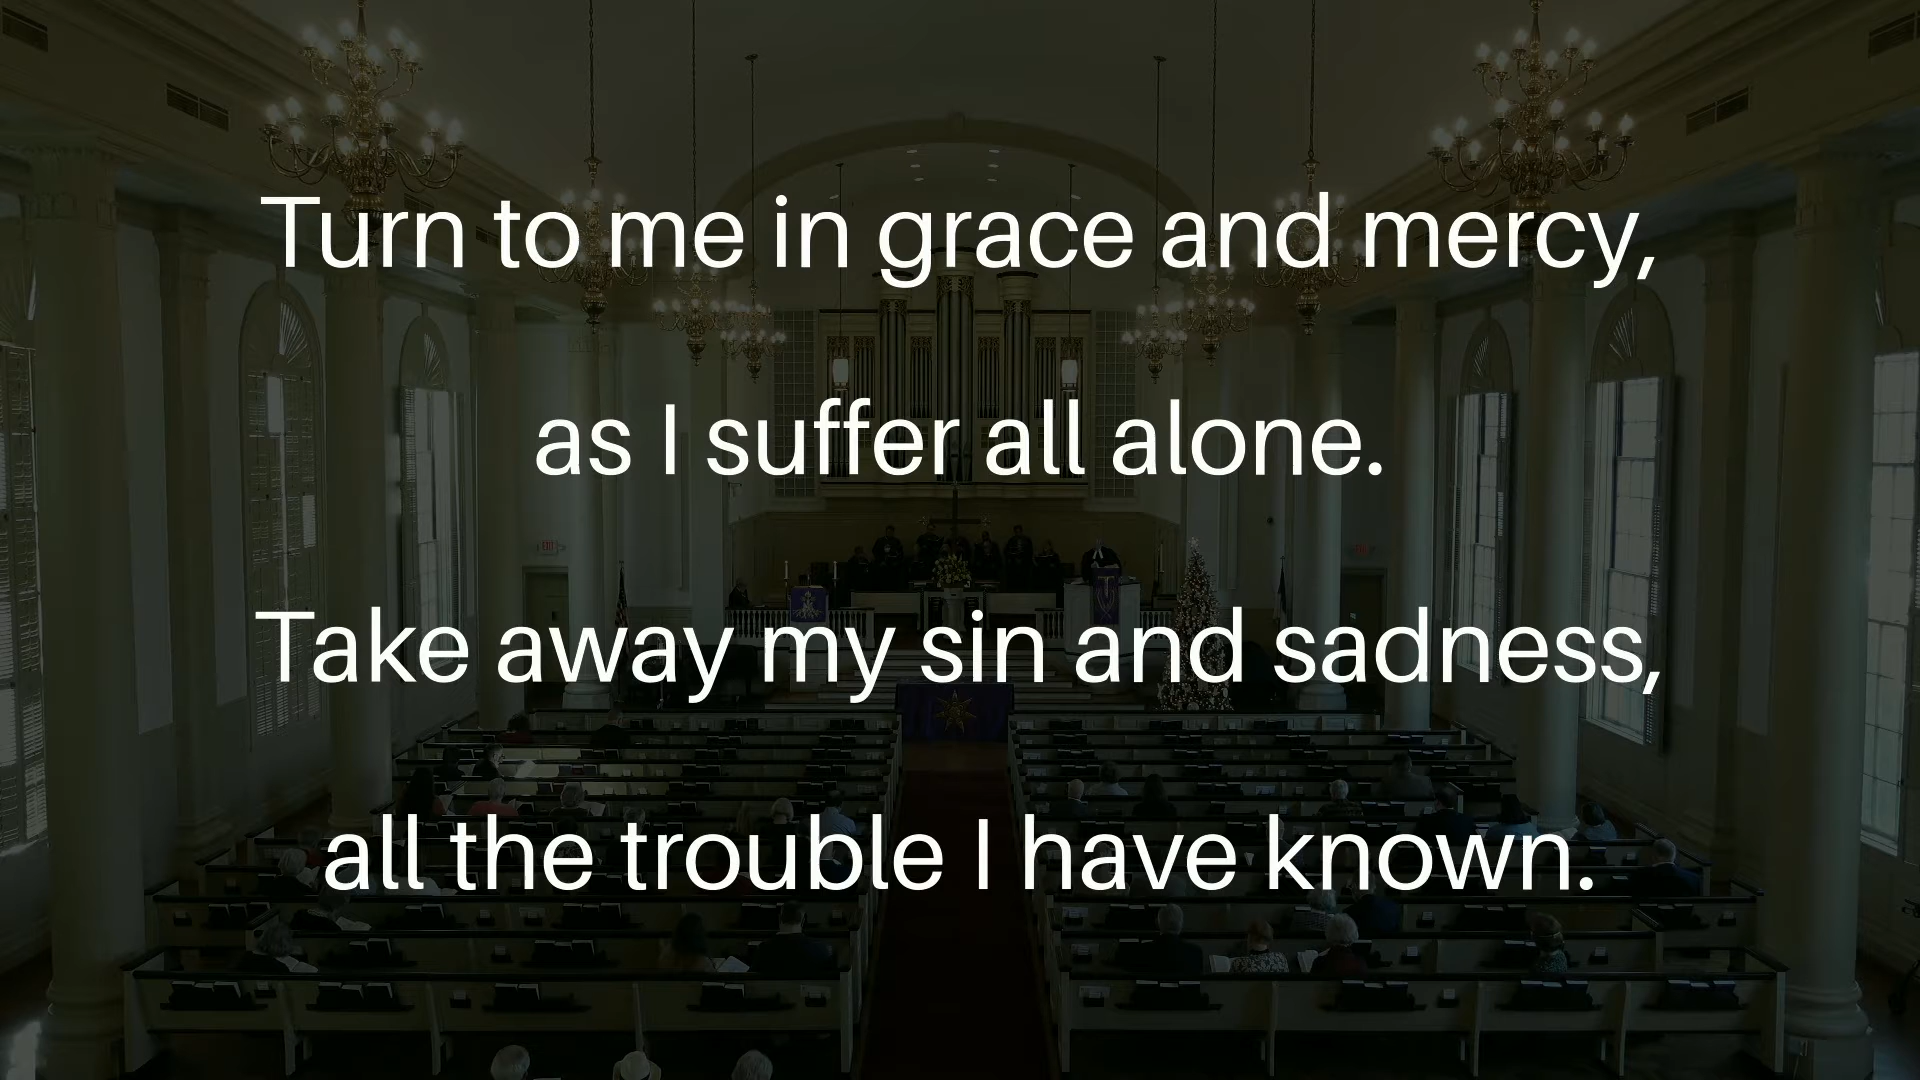 Turn to me in grace and mercy,
as I suffer all alone.
Take away my sin and sadness,
all the trouble I have known.
EXIT